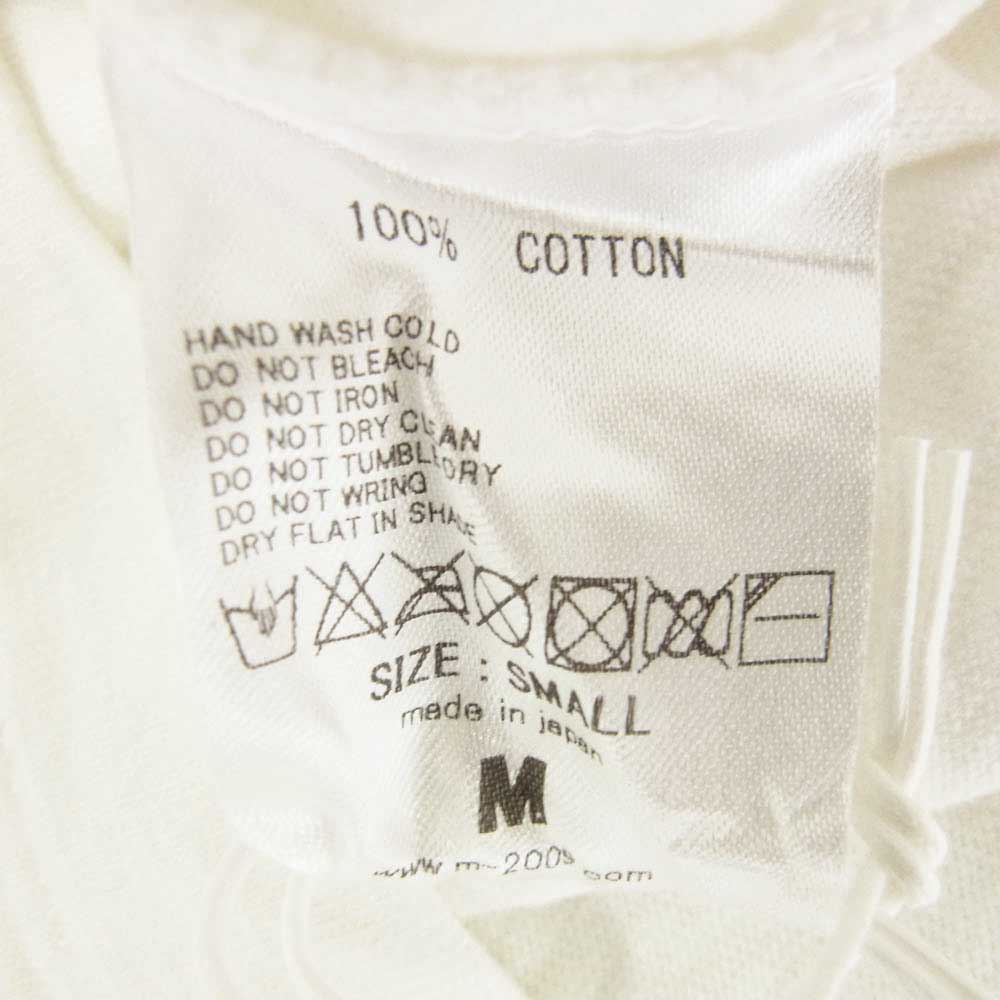 100% COTTON
HAND WASH COLD
DO NOT BLEACH
DO NOT IRON
DO NOT DRY CLEAN
DO NOT TUMBLE DRY
DO NOT WRING
DRY FLAT IN SHADE
SIZE : SMALL
made in japan
M